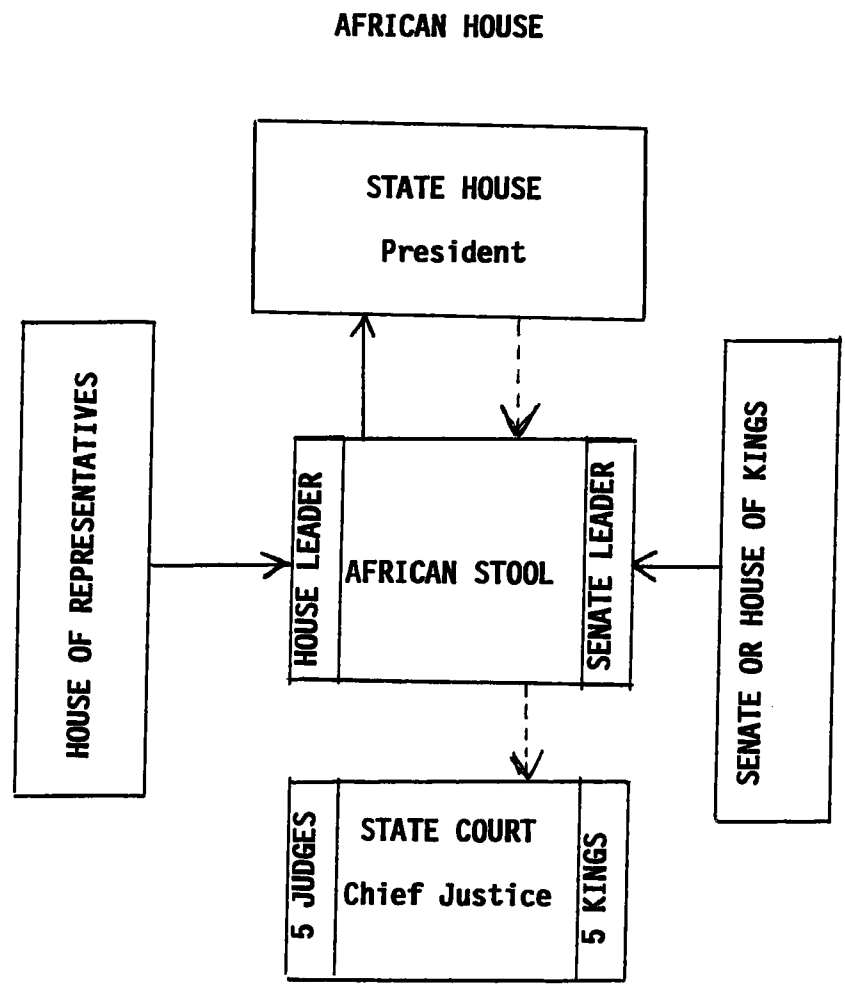 AFRICAN HOUSE
STATE HOUSE
President
HOUSE OF REPRESENTATIVES
HOUSE LEADER
AFRICAN STOOL
SENATE LEADER
SENATE OR HOUSE OF KINGS
5 JUDGES
STATE COURT
Chief Justice
5 KINGS